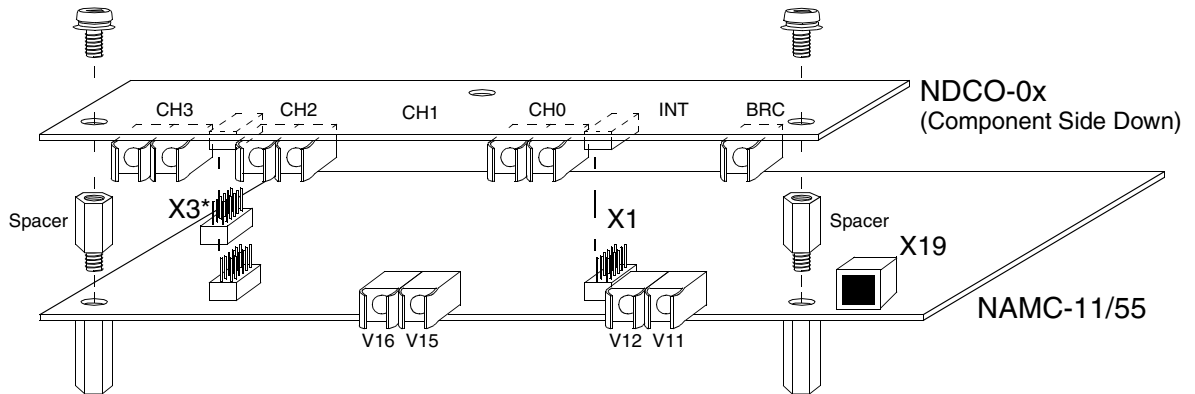 CH3 CH2 CH1 CH0 INT BRC
NDCO-0x
(Component Side Down)
Spacer X3* X1 Spacer
X19
NAMC-11/55
V16 V15 V12 V11